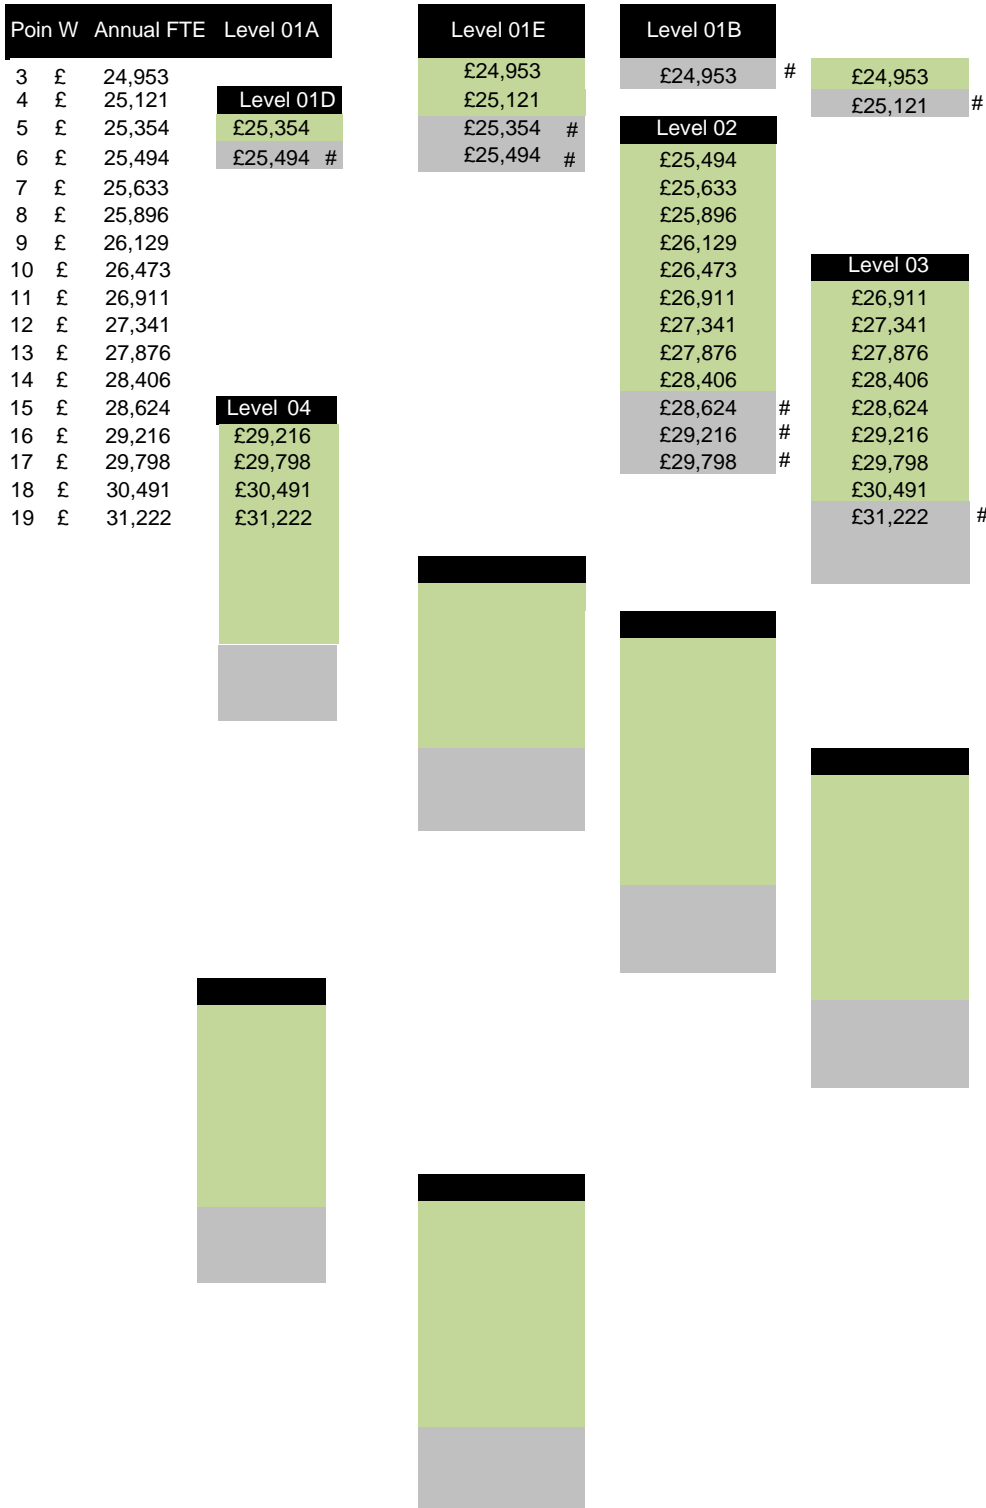 Poin W Annual FTE Level 01A Level 01E Level 01B
3 £ 24,953 £24,953 £24,953 # £24,953
4 £ 25,121 Level 01D £25,121 £25,121 #
5 £ 25,354 £25,354 £25,354 # Level 02
6 £ 25,494 £25,494 # £25,494 # £25,494
7 £ 25,633 £25,633
8 £ 25,896 £25,896
9 £ 26,129 £26,129
10 £ 26,473 £26,473 Level 03
11 £ 26,911 £26,911 £26,911
12 £ 27,341 £27,341 £27,341
13 £ 27,876 £27,876 £27,876
14 £ 28,406 £28,406 £28,406
15 £ 28,624 Level 04 £28,624 # £28,624
16 £ 29,216 £29,216 £29,216 # £29,216
17 £ 29,798 £29,798 £29,798 # £29,798
18 £ 30,491 £30,491 £30,491
19 £ 31,222 £31,222 £31,222 #